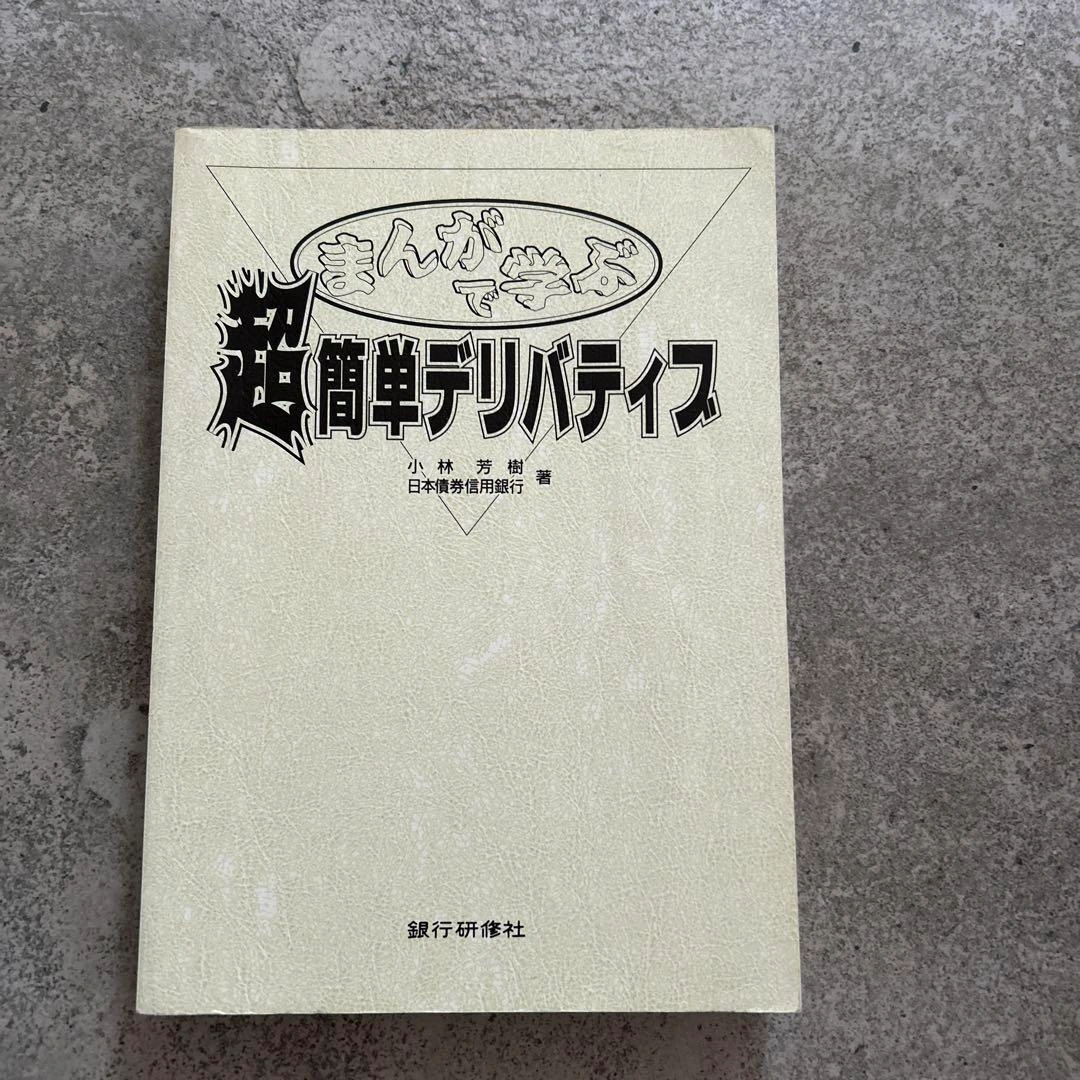 まんがで学ぶ
超簡単デリバティブ
小林 芳樹
日本債券信用銀行 著
銀行研修社